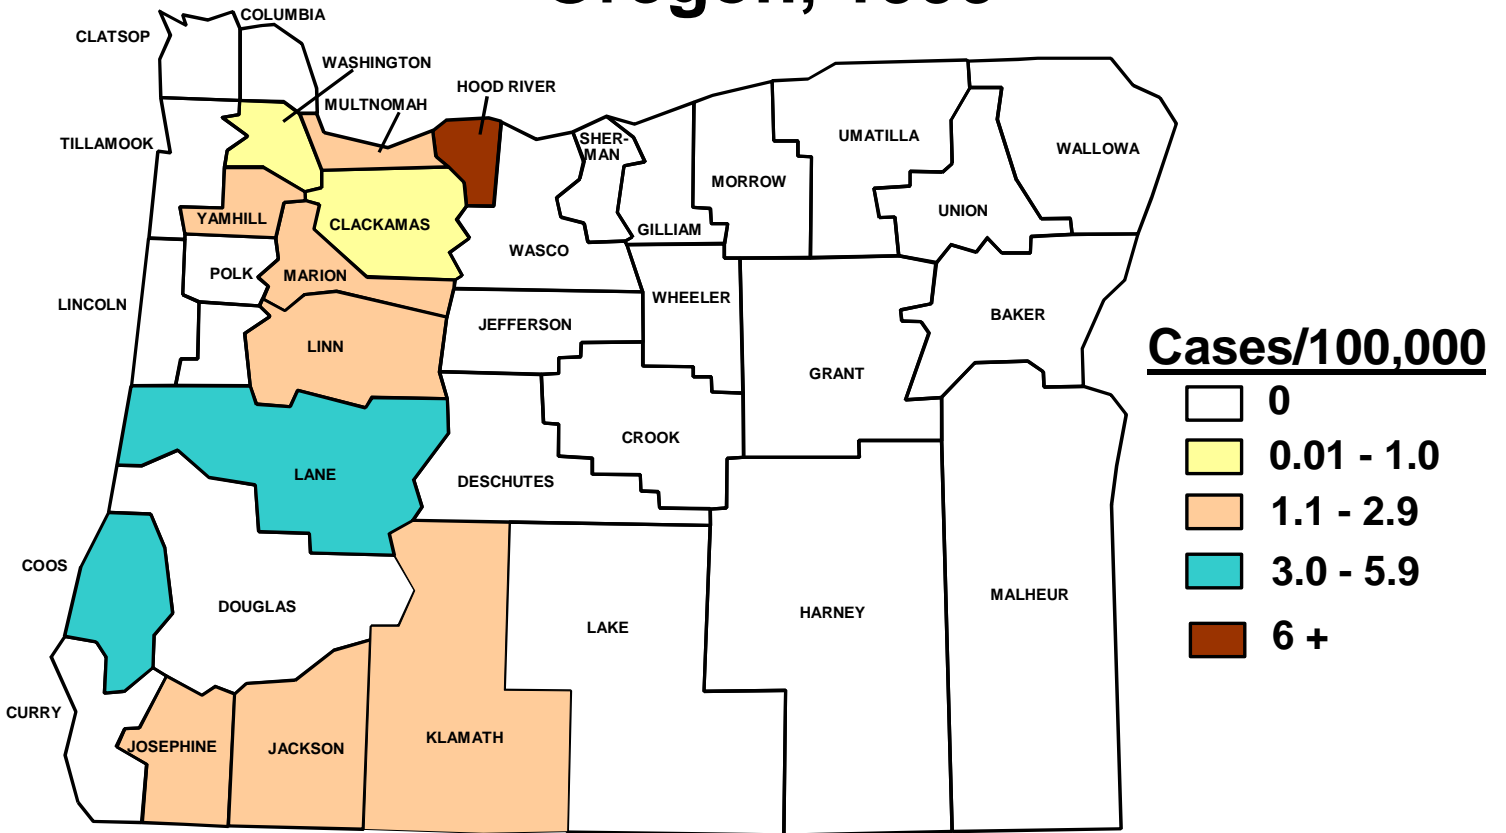 COLUMBIA
CLATSOP
WASHINGTON
HOOD RIVER
MULTNOMAH
TILLAMOOK
SHER-
MAN
UMATILLA
WALLOWA
MORROW
UNION
YAMHILL
CLACKAMAS
GILLIAM
WASCO
POLK
MARION
WHEELER
LINCOLN
JEFFERSON
BAKER
LINN
GRANT
CROOK
LANE
DESCHUTES
COOS
DOUGLAS
LAKE
HARNEY
MALHEUR
CURRY
JOSEPHINE
JACKSON
KLAMATH
Cases/100,000
0
0.01 - 1.0
1.1 - 2.9
3.0 - 5.9
6 +